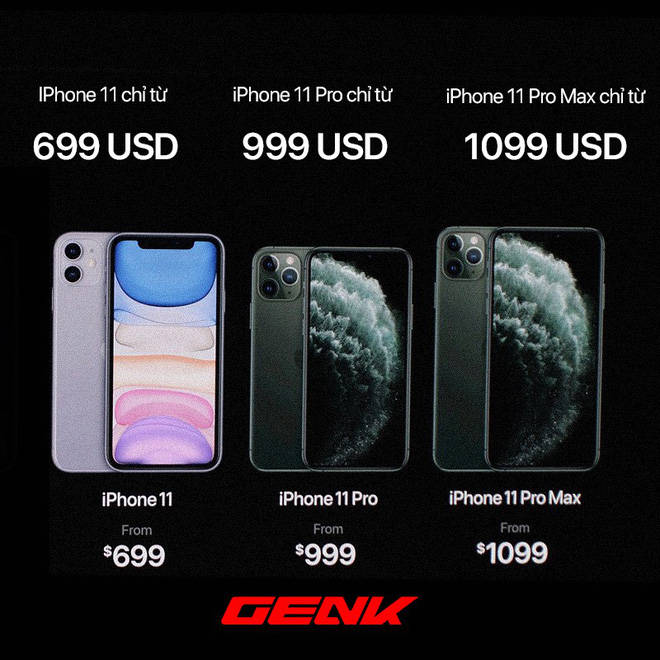 IPhone 11 chỉ từ
699 USD
iPhone 11 Pro chỉ từ
999 USD
iPhone 11 Pro Max chỉ từ
1099 USD
iPhone 11
From
$699
iPhone 11 Pro
From
$999
iPhone 11 Pro Max
From
$1099
GENK